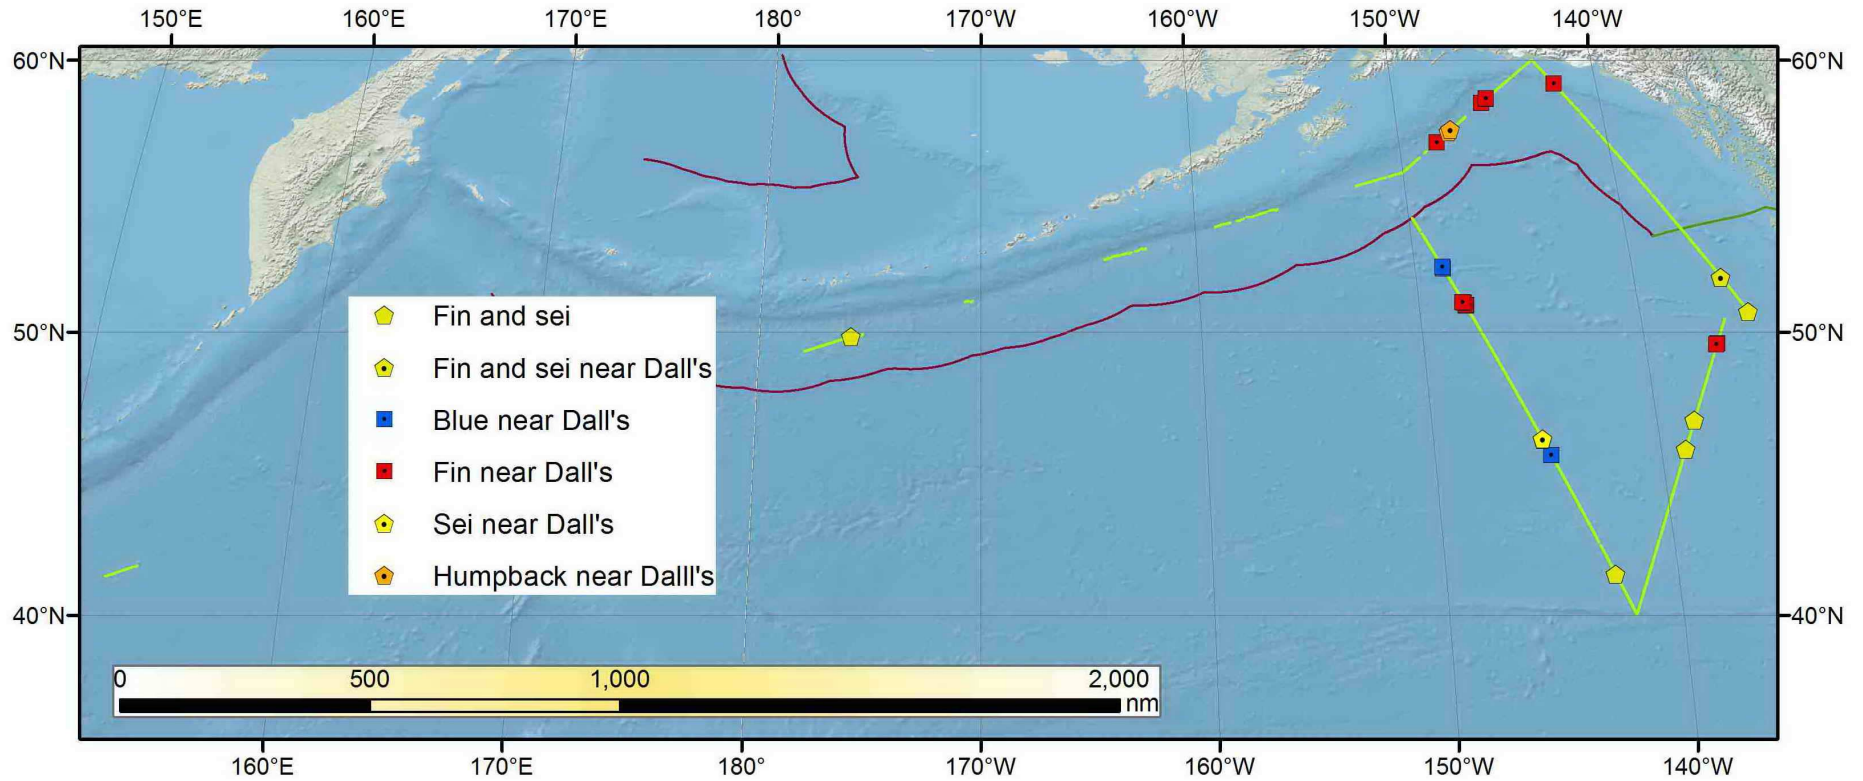 150°E 160°E 170°E 180° 170°W 160°W 150°W 140°W
60°N 60°N
50°N 50°N
Fin and sei
Fin and sei near Dall's
Blue near Dall's
Fin near Dall's
Sei near Dall's
Humpback near Dalll's
40°N 40°N
0 500 1,000 2,000
nm
160°E 170°E 180° 170°W 160°W 150°W 140°W